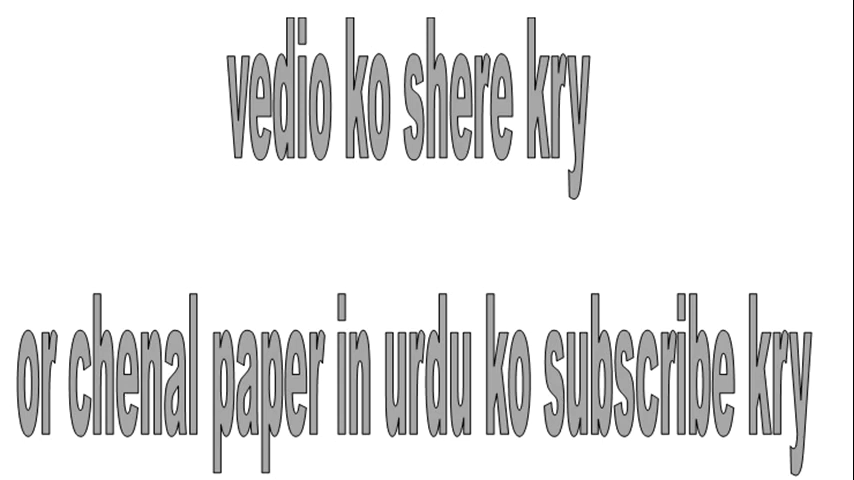 vedio ko shere kry
or chenal paper in urdu ko subscribe kry